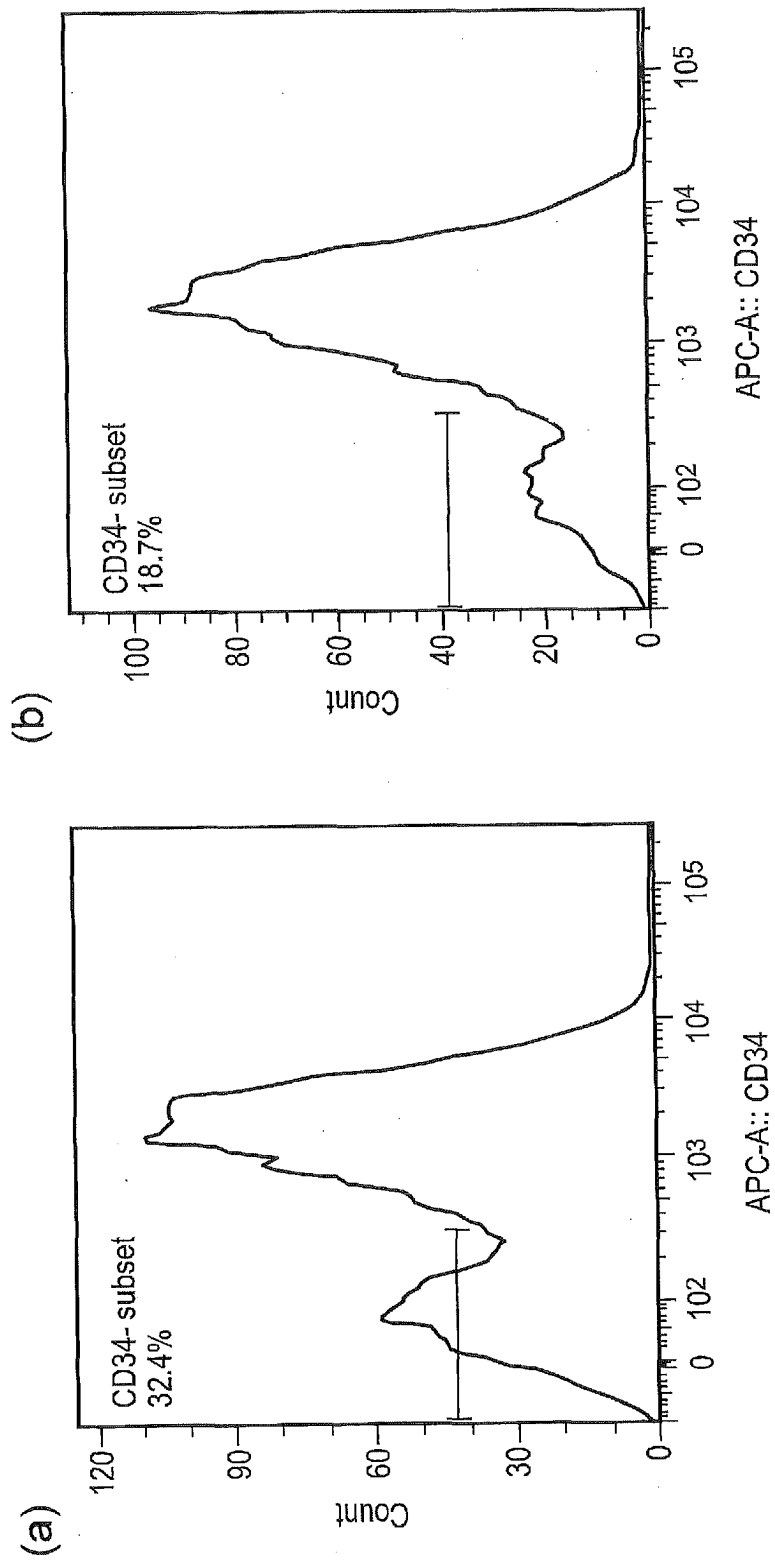 (a)
CD34- subset
32.4%
120
90
60
30
0
Count
0
10²
10³
10⁴
10⁵
APC-A:: CD34
(b)
CD34- subset
18.7%
100
80
60
40
20
0
Count
0
10²
10³
10⁴
10⁵
APC-A:: CD34